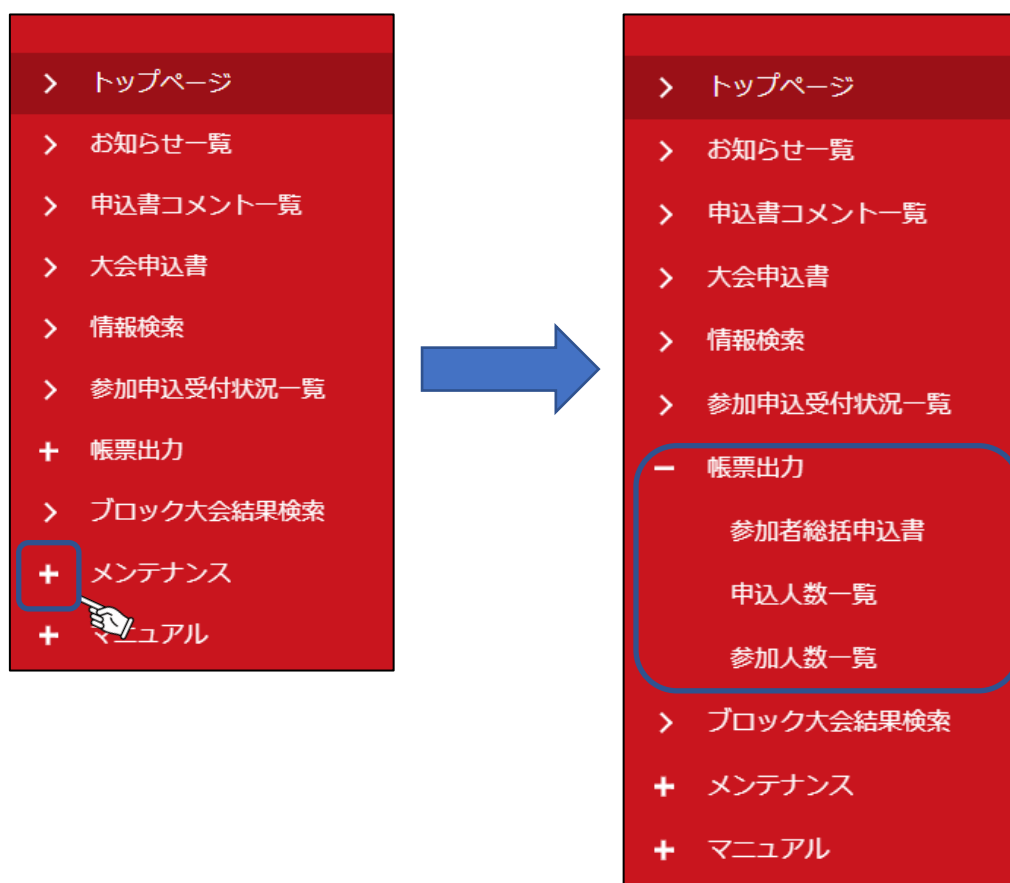 トップページ
お知らせ一覧
申込書コメント一覧
大会申込書
情報検索
参加申込受付状況一覧
帳票出力
ブロック大会結果検索
メンテナンス
マニュアル
トップページ
お知らせ一覧
申込書コメント一覧
大会申込書
情報検索
参加申込受付状況一覧
帳票出力
参加者総括申込書
申込人数一覧
参加人数一覧
ブロック大会結果検索
メンテナンス
マニュアル